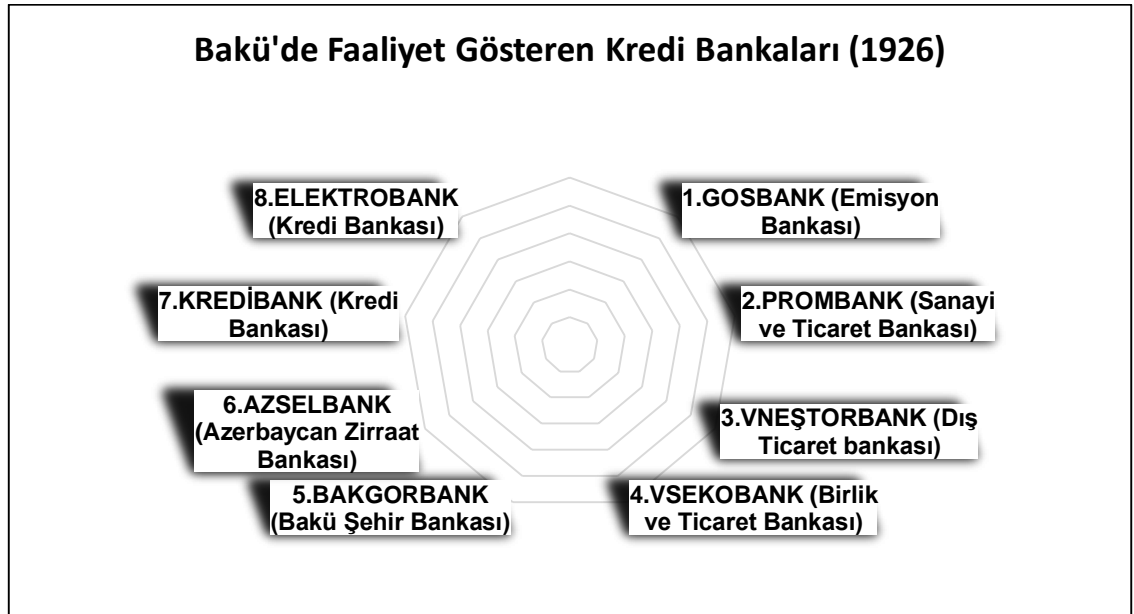 Bakü'de Faaliyet Gösteren Kredi Bankaları (1926)
1.GOSBANK (Emisyon
Bankası)
2.PROMBANK (Sanayi
ve Ticaret Bankası)
3.VNEŞTORBANK (Dış
Ticaret bankası)
4.VSEKOBANK (Birlik
ve Ticaret Bankası)
5.BAKGORBANK
(Bakü Şehir Bankası)
6.AZSELBANK
(Azerbaycan Zirraat
Bankası)
7.KREDİBANK (Kredi
Bankası)
8.ELEKTROBANK
(Kredi Bankası)